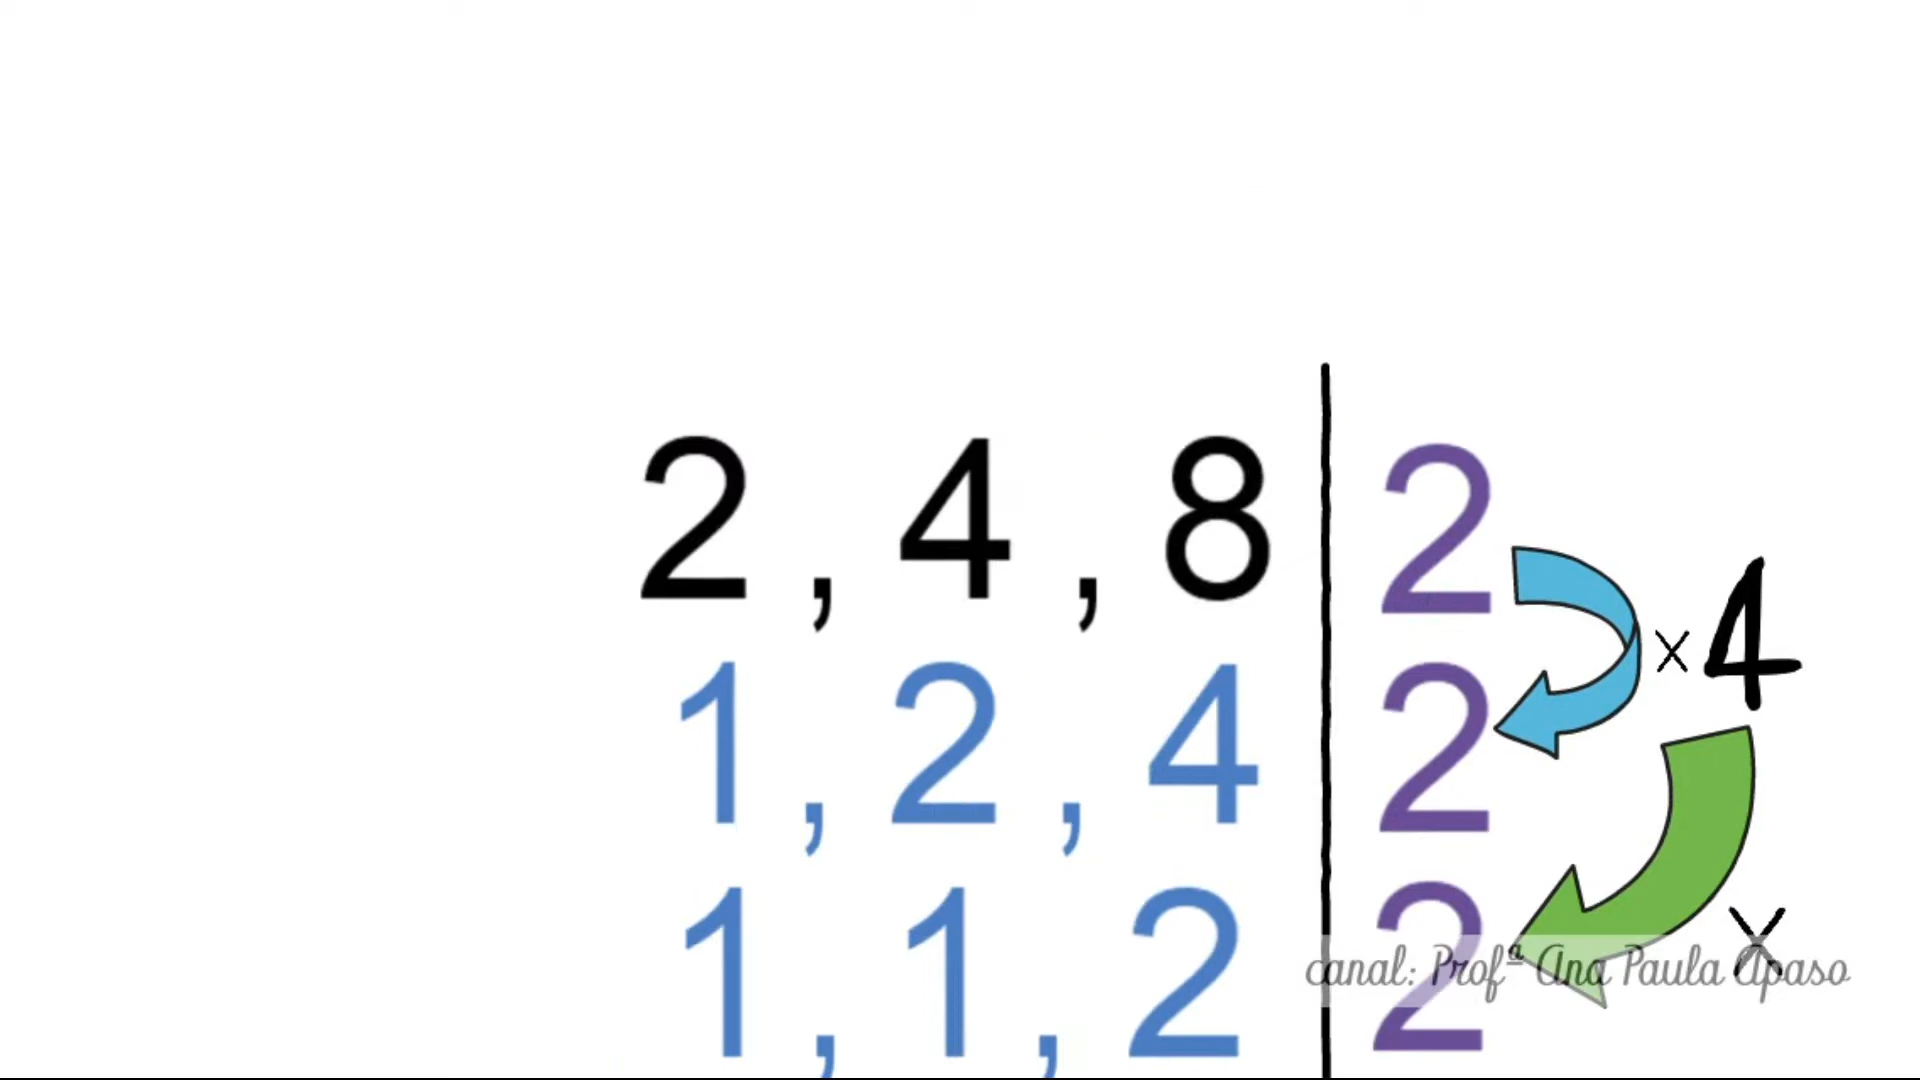 2 , 4 , 8 | 2
x 4
1 , 2 , 4 | 2
1 , 1 , 2 | 2
x
canal: Profª Ana Paula Apaso